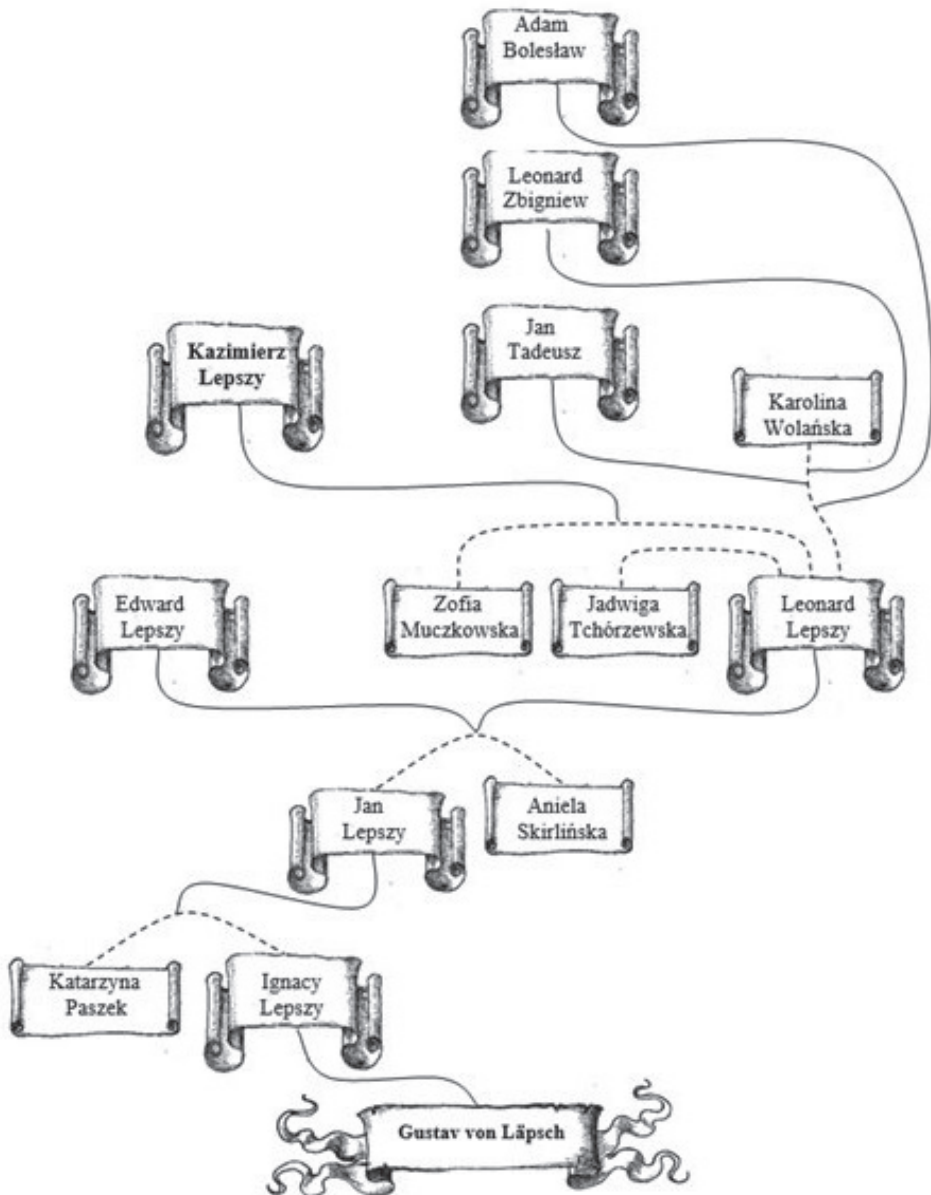 Adam
Bolesław
Leonard
Zbigniew
Jan
Tadeusz
Kazimierz
Lepszy
Karolina
Wolańska
Edward
Lepszy
Zofia
Muczkowska
Jadwiga
Tchórzewska
Leonard
Lepszy
Jan
Lepszy
Aniela
Skirlińska
Katarzyna
Paszek
Ignacy
Lepszy
Gustav von Läpsch